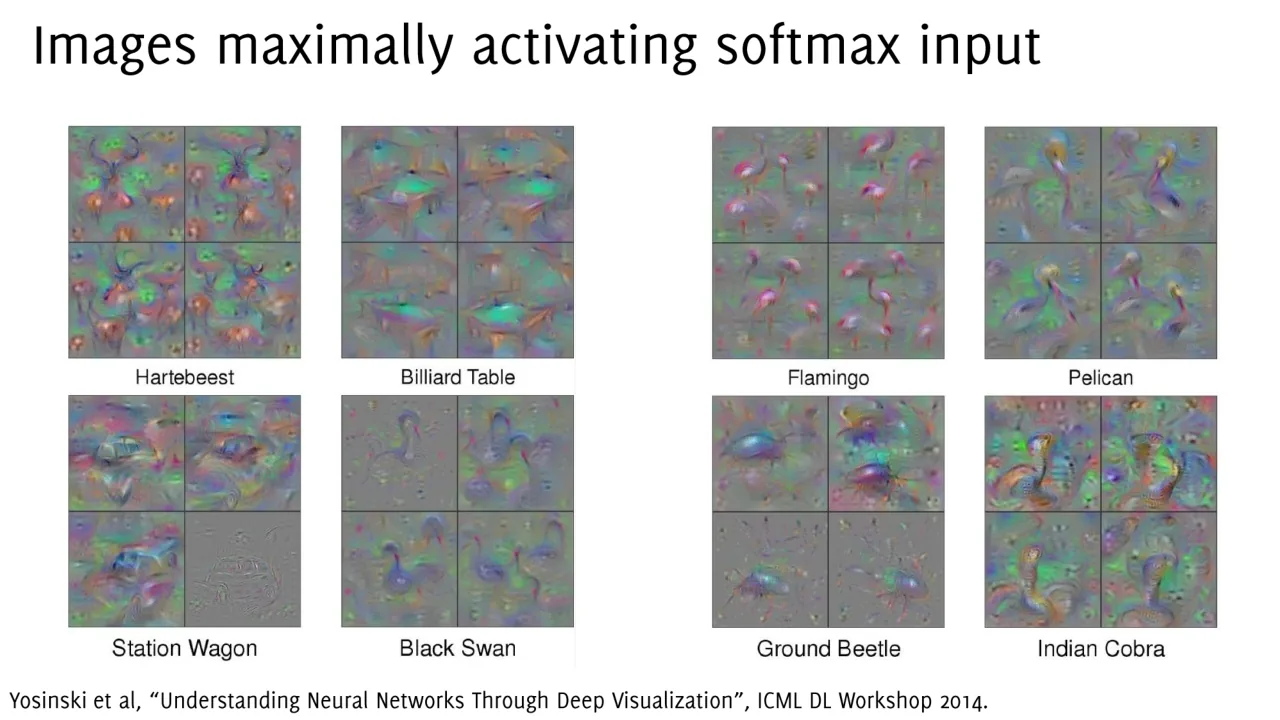 Images maximally activating softmax input
Hartebeest
Billiard Table
Flamingo
Pelican
Station Wagon
Black Swan
Ground Beetle
Indian Cobra
Yosinski et al, “Understanding Neural Networks Through Deep Visualization”, ICML DL Workshop 2014.